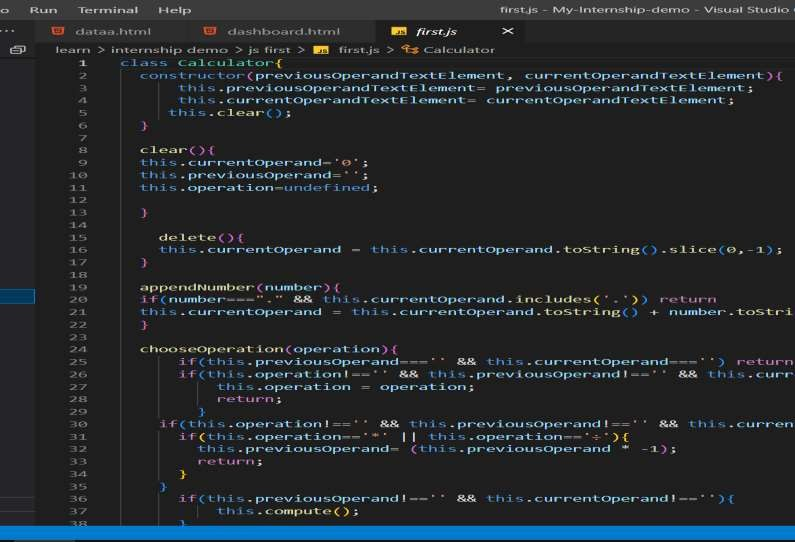 o Run Terminal Help first.js - My-Internship-demo - Visual Studio
dataa.html dashboard.html JS first.js ×
learn > internship demo > js first > JS first.js > Calculator
1 class Calculator{
2 constructor(previousOperandTextElement, currentOperandTextElement){
3 this.previousOperandTextElement= previousOperandTextElement;
4 this.currentOperandTextElement= currentOperandTextElement;
5 this.clear();
6 }
7
8 clear(){
9 this.currentOperand='0';
10 this.previousOperand='';
11 this.operation=undefined;
12
13 }
14
15 delete(){
16 this.currentOperand = this.currentOperand.toString().slice(0,-1);
17 }
18
19 appendNumber(number){
20 if(number==="." && this.currentOperand.includes('.')) return
21 this.currentOperand = this.currentOperand.toString() + number.toStri
22 }
23
24 chooseOperation(operation){
25 if(this.previousOperand==='' && this.currentOperand==='') return
26 if(this.operation!=='' && this.previousOperand!=='' && this.curr
27 this.operation = operation;
28 return;
29 }
30 if(this.operation!=='' && this.previousOperand!=='' && this.curren
31 if(this.operation=='*' || this.operation=='÷'){
32 this.previousOperand= (this.previousOperand * -1);
33 return;
34 }
35 }
36 if(this.previousOperand!=='' && this.currentOperand!==''){
37 this.compute();
38 }